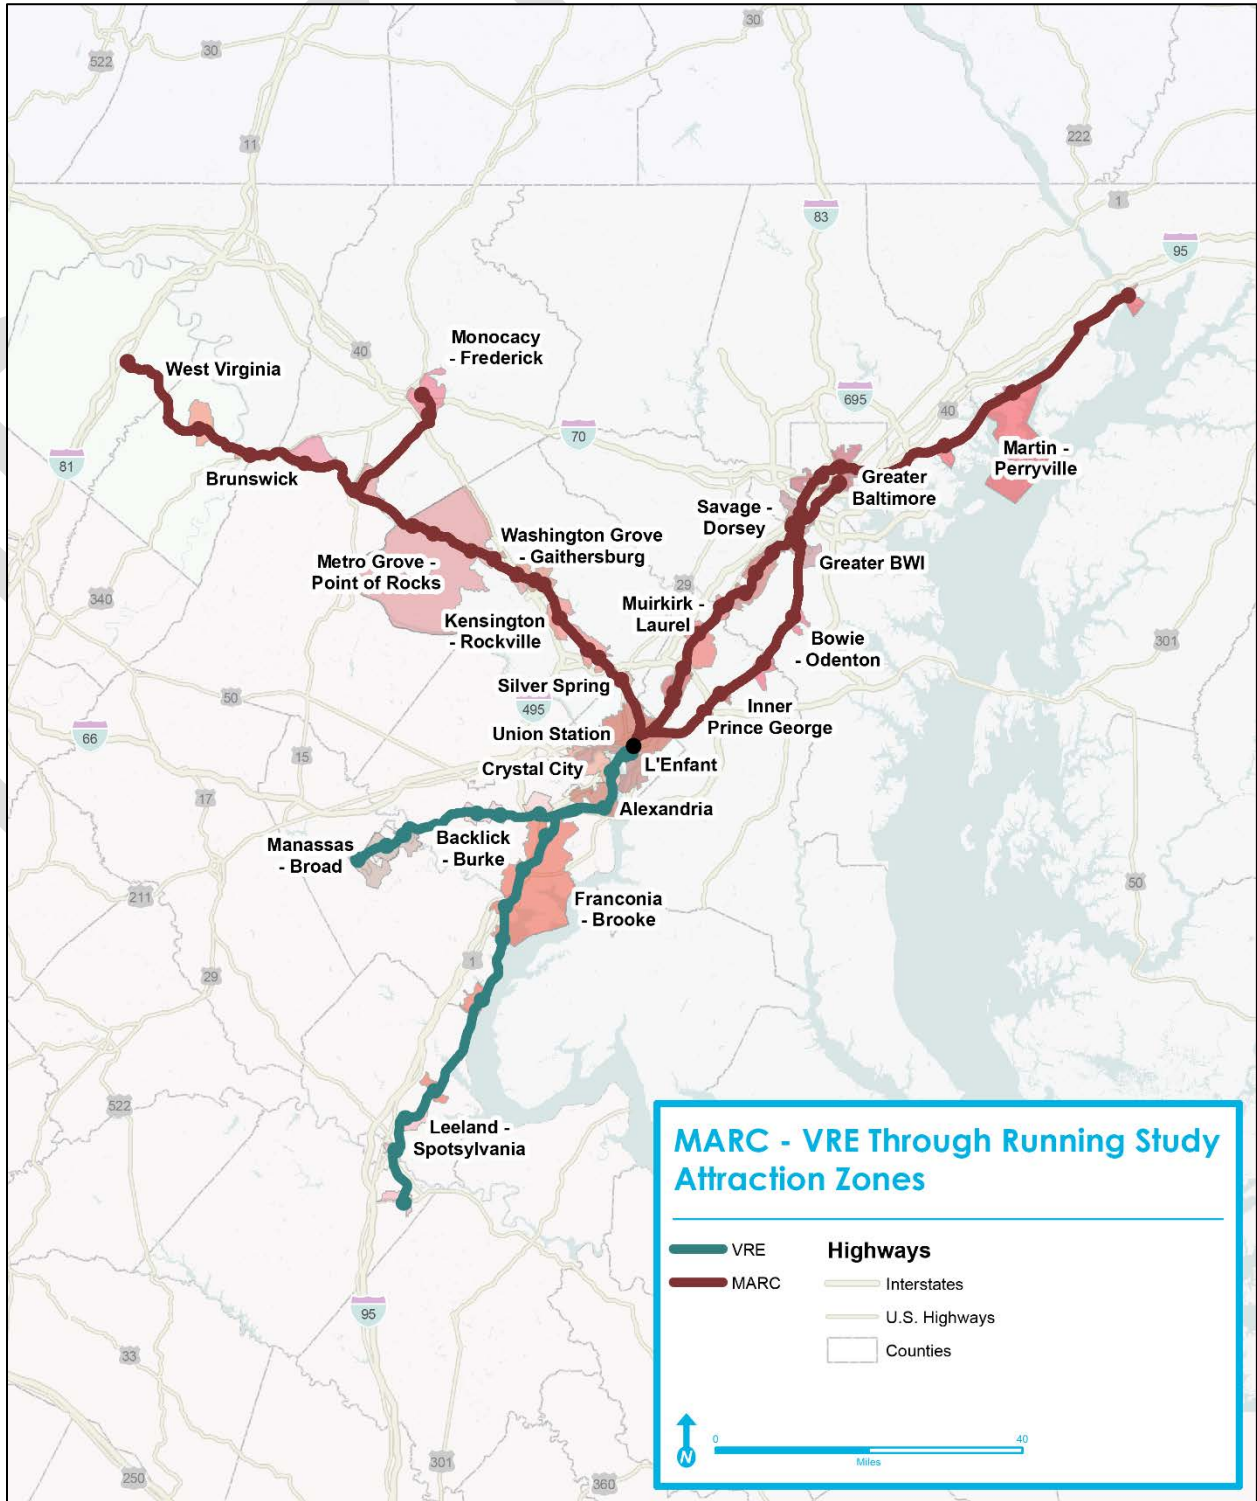 30
30
522
11
222
1
83
95
Monocacy
- Frederick
40
West Virginia
695
40
70
81
Martin -
Perryville
Brunswick
Greater
Baltimore
Savage -
Dorsey
Washington Grove
- Gaithersburg
Metro Grove -
Point of Rocks
Greater BWI
29
340
Muirkirk -
Laurel
Kensington
- Rockville
Bowie
- Odenton
301
Silver Spring
50
495
Inner
Prince George
Union Station
66
15
Crystal City
L'Enfant
17
Alexandria
Manassas
- Broad
Backlick
- Burke
50
211
Franconia
- Brooke
1
29
522
Leeland -
Spotsylvania
95
33
301
250
360
MARC - VRE Through Running Study
Attraction Zones
VRE
MARC
Highways
Interstates
U.S. Highways
Counties
N
0
40
Miles